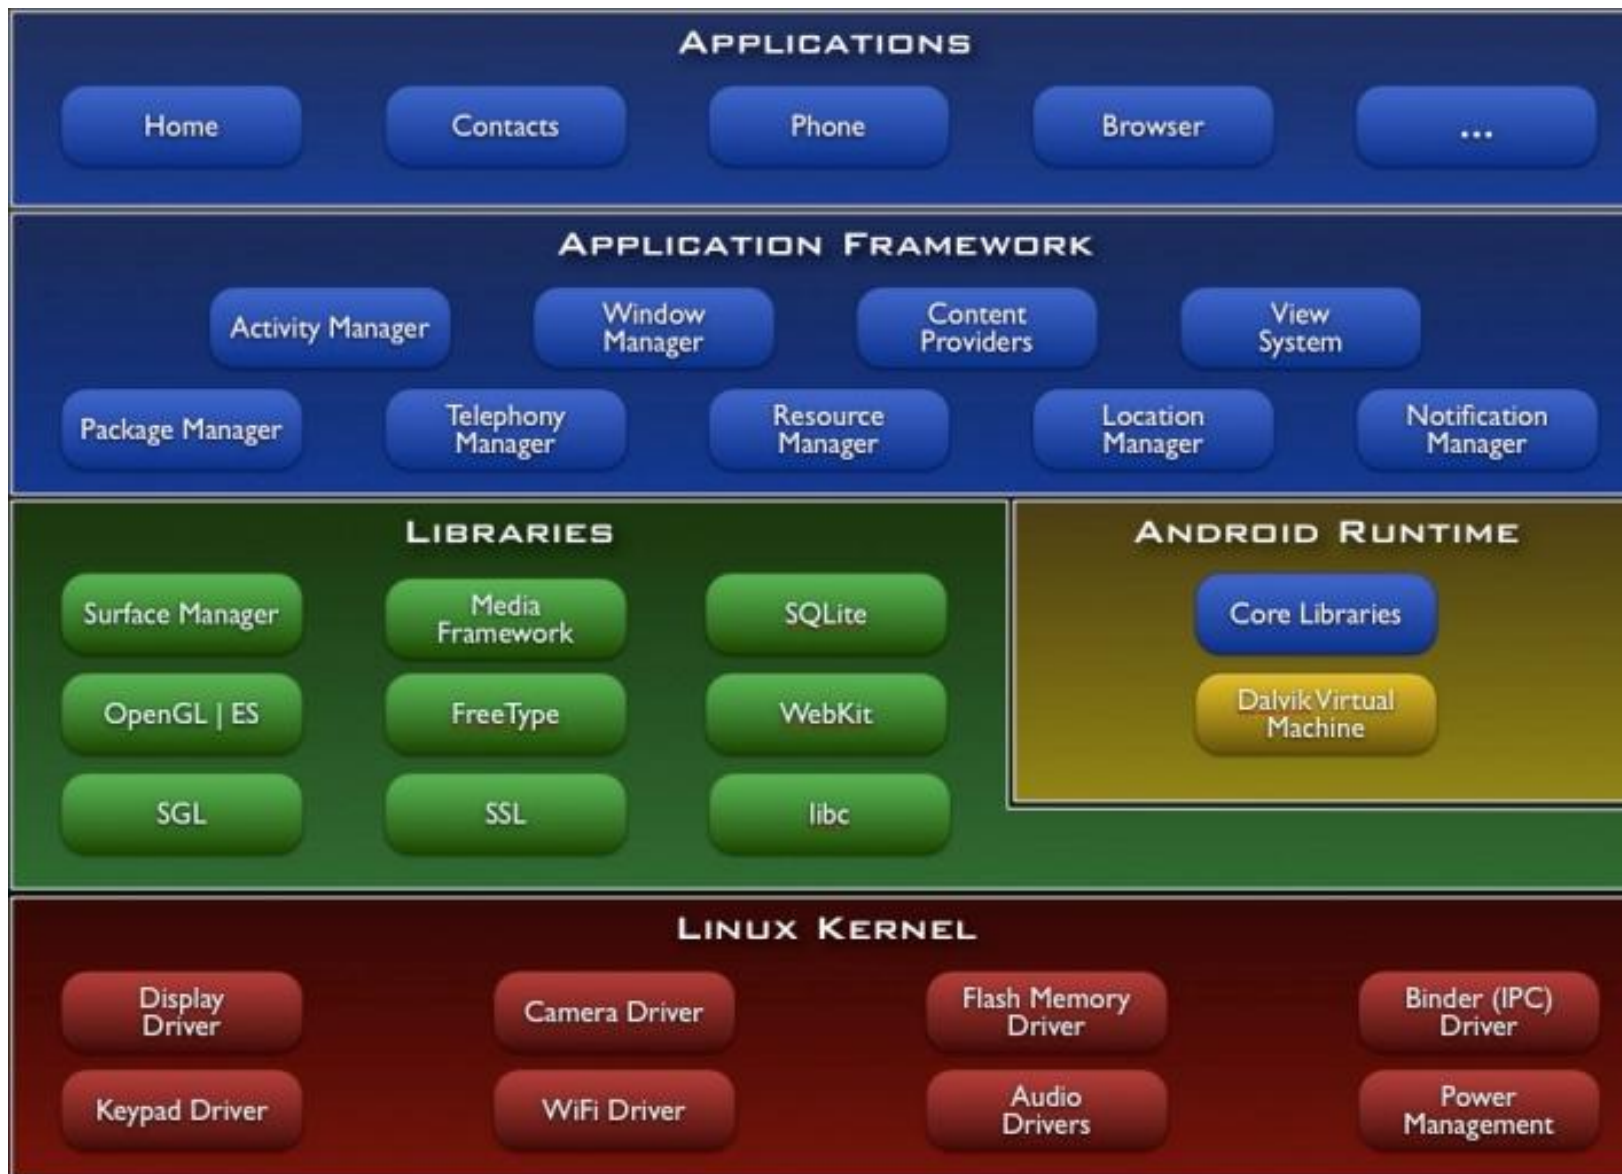 APPLICATIONS
Home
Contacts
Phone
Browser
...
APPLICATION FRAMEWORK
Activity Manager
Window
Manager
Content
Providers
View
System
Package Manager
Telephony
Manager
Resource
Manager
Location
Manager
Notification
Manager
LIBRARIES
Surface Manager
Media
Framework
SQLite
OpenGL | ES
FreeType
WebKit
SGL
SSL
libc
ANDROID RUNTIME
Core Libraries
Dalvik Virtual
Machine
LINUX KERNEL
Display
Driver
Camera Driver
Flash Memory
Driver
Binder (IPC)
Driver
Keypad Driver
WiFi Driver
Audio
Drivers
Power
Management